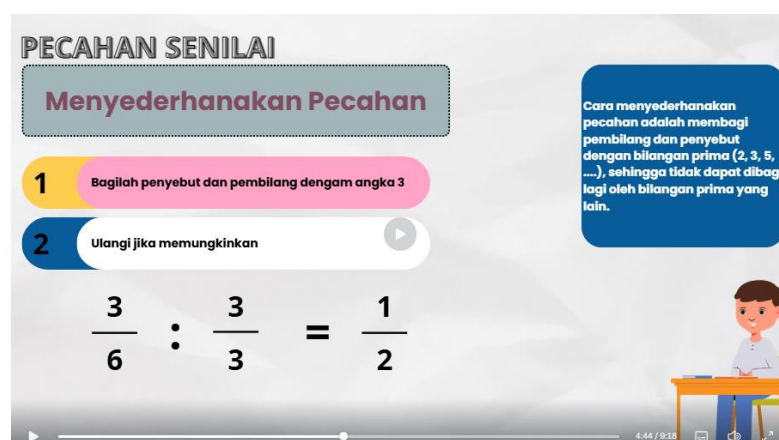 PECAHAN SENILAI
Menyederhanakan Pecahan
1 Bagilah penyebut dan pembilang dengam angka 3
2 Ulangi jika memungkinkan
3 3 1
: =
6 3 2
Cara menyederhanakan
pecahan adalah membagi
pembilang dan penyebut
dengan bilangan prima (2, 3, 5,
....), sehingga tidak dapat dibag
lagi oleh bilangan prima yang
lain.
4:44 / 9:18